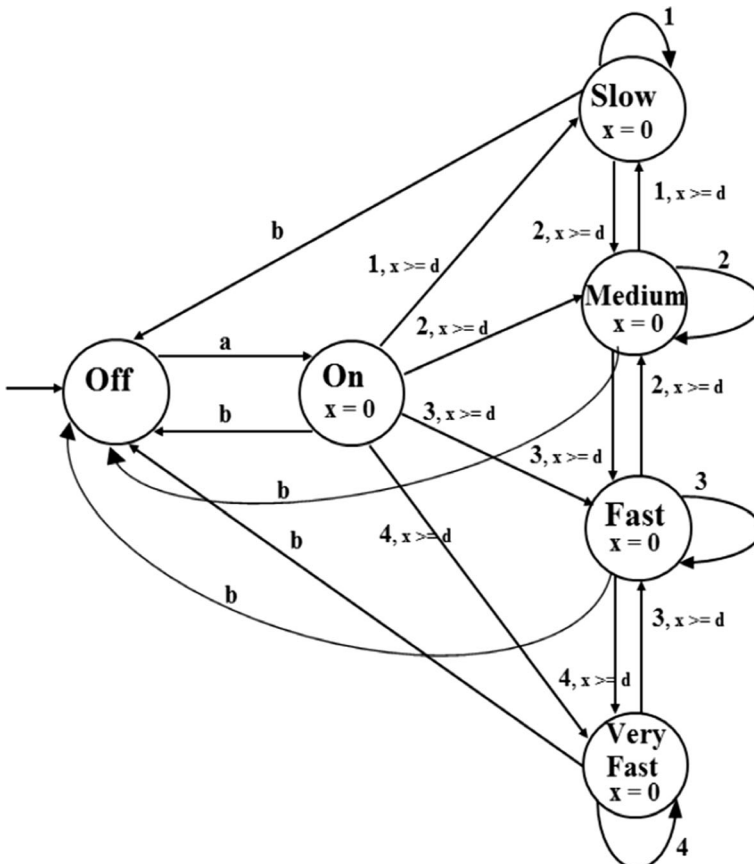 1
Slow
x = 0
1, x >= d
b
2, x >= d
1, x >= d
2
Medium
x = 0
2, x >= d
a
Off
On
x = 0
2, x >= d
b
3, x >= d
3, x >= d
3
b
Fast
x = 0
4, x >= d
b
b
3, x >= d
4, x >= d
Very
Fast
x = 0
4